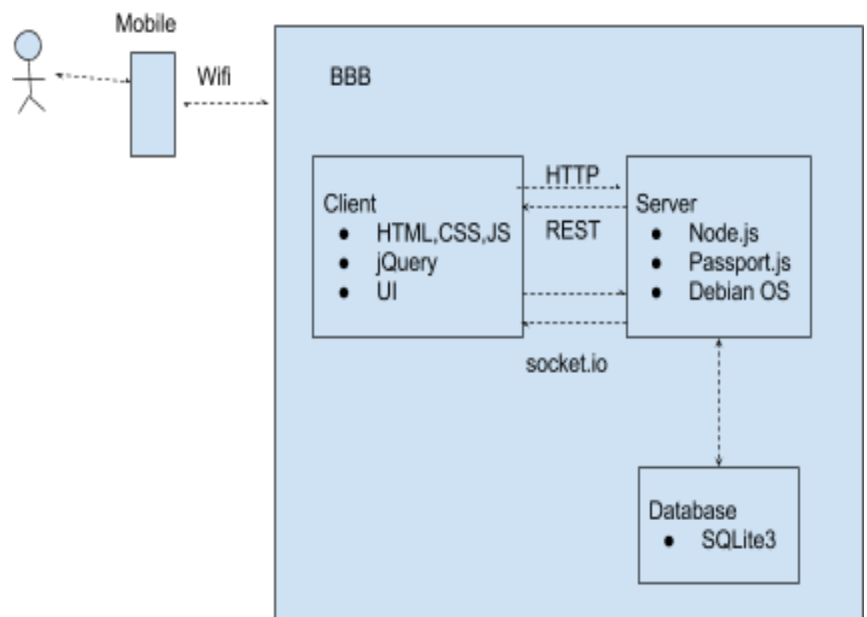 Mobile
Wifi
BBB
Client
● HTML,CSS,JS
● jQuery
● UI
HTTP
REST
socket.io
Server
● Node.js
● Passport.js
● Debian OS
Database
● SQLite3